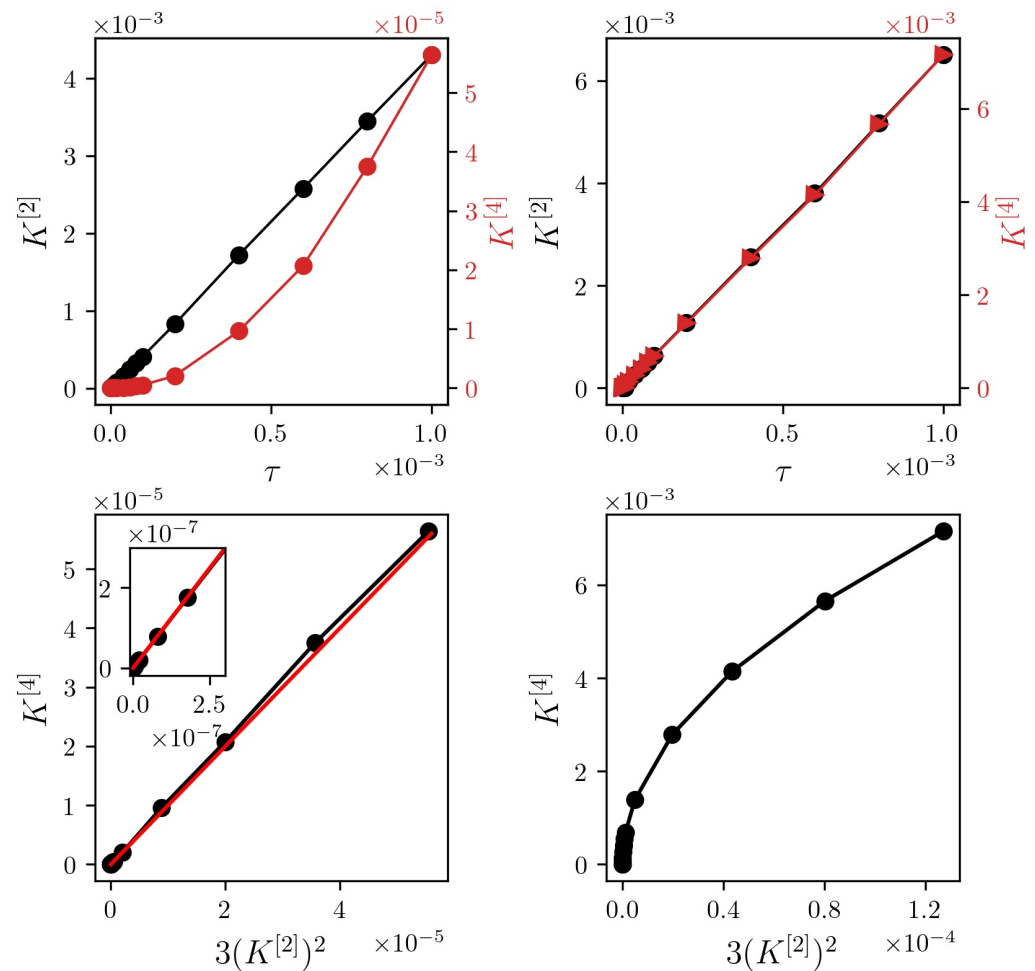 ×10⁻³ ×10⁻⁵
4
3
2
1
0
K^[2]
5
4
3
2
1
0
K^[4]
0.0 0.5 1.0
τ ×10⁻³
×10⁻³ ×10⁻³
6
4
2
0
K^[2]
6
4
2
0
K^[4]
0.0 0.5 1.0
τ ×10⁻³
×10⁻⁵
5
4
3
2
1
0
K^[4]
×10⁻⁷
2
0
0.0 2.5
×10⁻⁷
0 2 4
3(K^[2])² ×10⁻⁵
×10⁻³
6
4
2
0
K^[4]
0.0 0.4 0.8 1.2
3(K^[2])² ×10⁻⁴